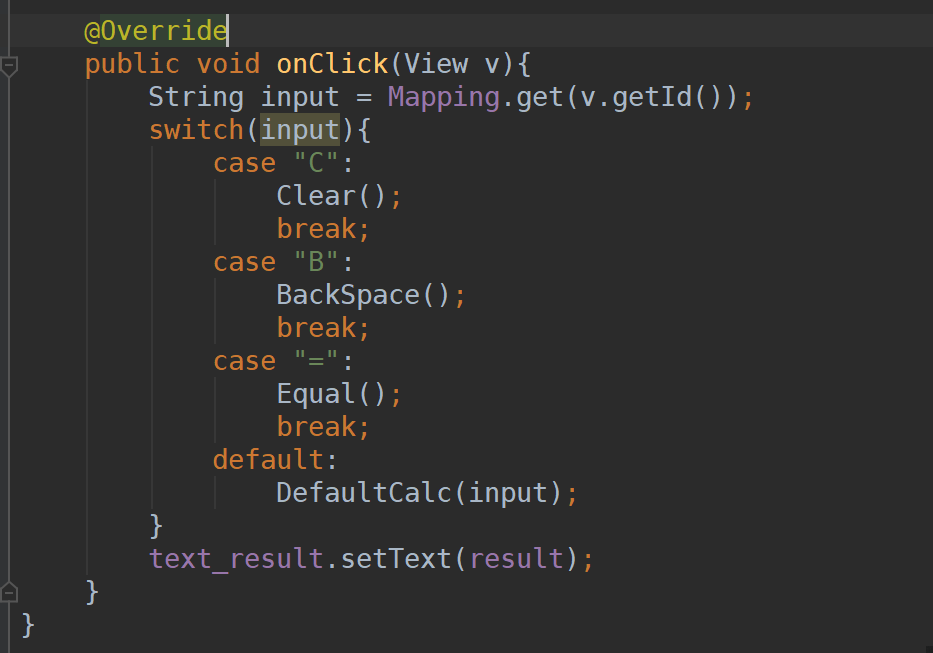 @Override
public void onClick(View v){
String input = Mapping.get(v.getId());
switch(input){
case "C":
Clear();
break;
case "B":
BackSpace();
break;
case "=":
Equal();
break;
default:
DefaultCalc(input);
}
text_result.setText(result);
}
}